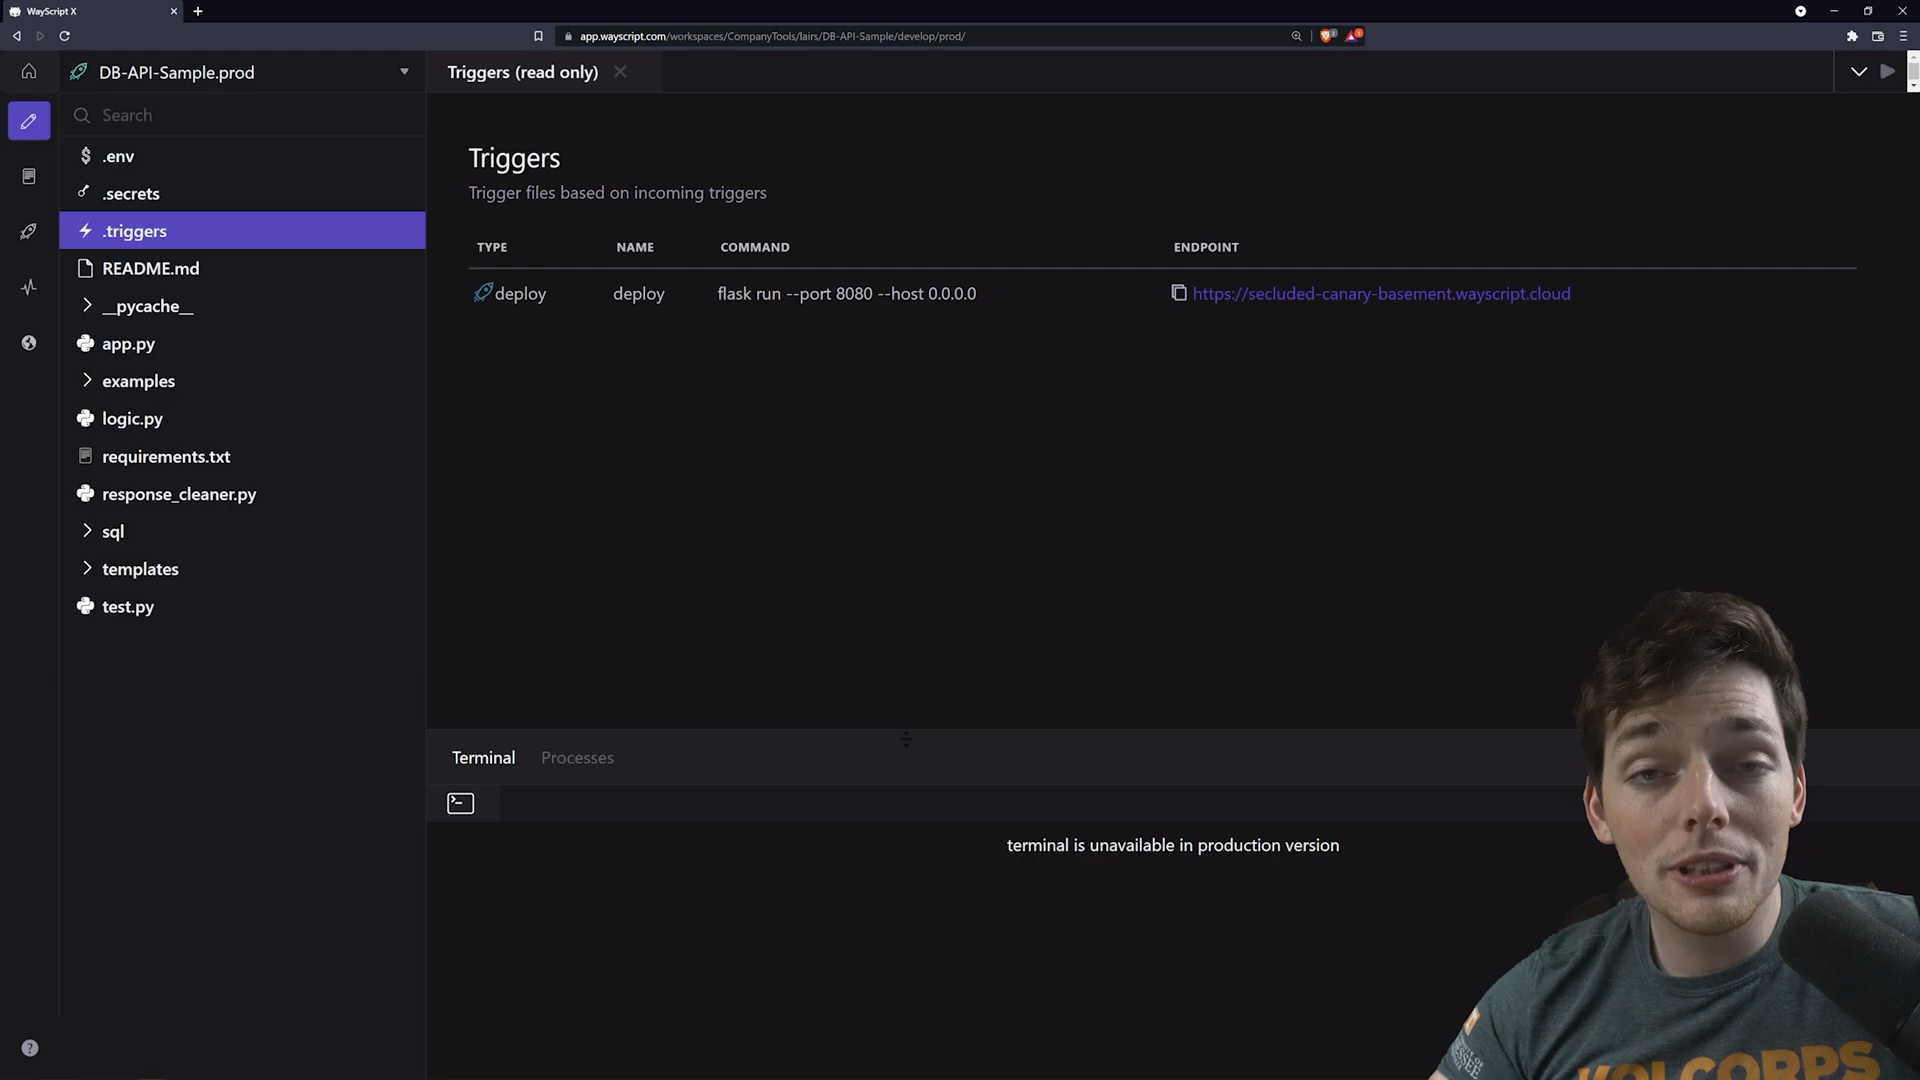 WayScript X
app.wayscript.com/workspaces/CompanyTools/lairs/DB-API-Sample/develop/prod/
DB-API-Sample.prod
Triggers (read only)
Search
.env
.secrets
.triggers
README.md
__pycache__
app.py
examples
logic.py
requirements.txt
response_cleaner.py
sql
templates
test.py
Triggers
Trigger files based on incoming triggers
TYPE NAME COMMAND ENDPOINT
deploy deploy flask run --port 8080 --host 0.0.0.0 https://secluded-canary-basement.wayscript.cloud
Terminal Processes
terminal is unavailable in production version
VOLCORPS